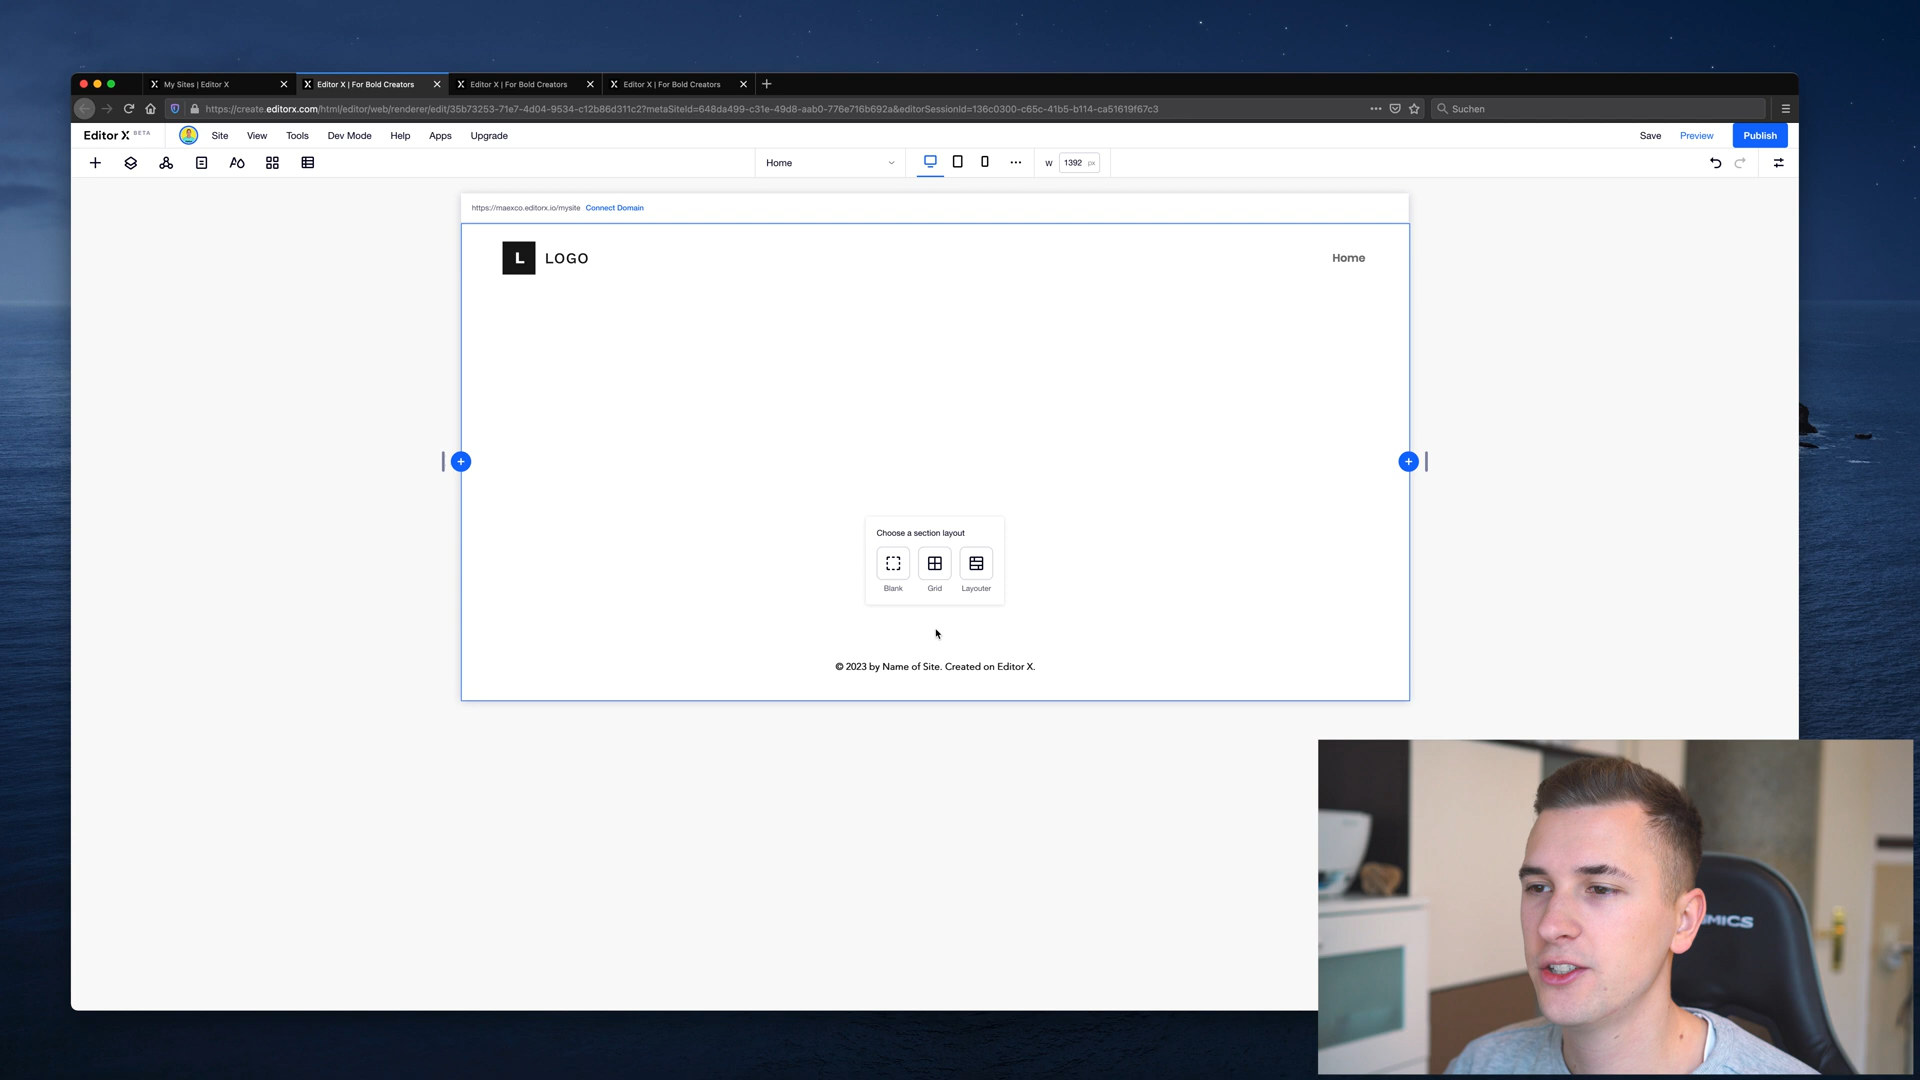 My Sites | Editor X
Editor X | For Bold Creators
Editor X | For Bold Creators
Editor X | For Bold Creators
https://create.editorx.com/html/editor/web/renderer/edit/35b73253-71e7-4d04-9534-c12b86d311c2?metaSiteId=648da499-c31e-49d8-aab0-776e716b692a&editorSessionId=136c0300-c65c-41b5-b114-ca51619f67c3
Suchen
Editor X BETA
Site
View
Tools
Dev Mode
Help
Apps
Upgrade
Save
Preview
Publish
Home
W 1392 px
https://maexco.editorx.io/mysite Connect Domain
L LOGO
Home
Choose a section layout
Blank
Grid
Layouter
© 2023 by Name of Site. Created on Editor X.